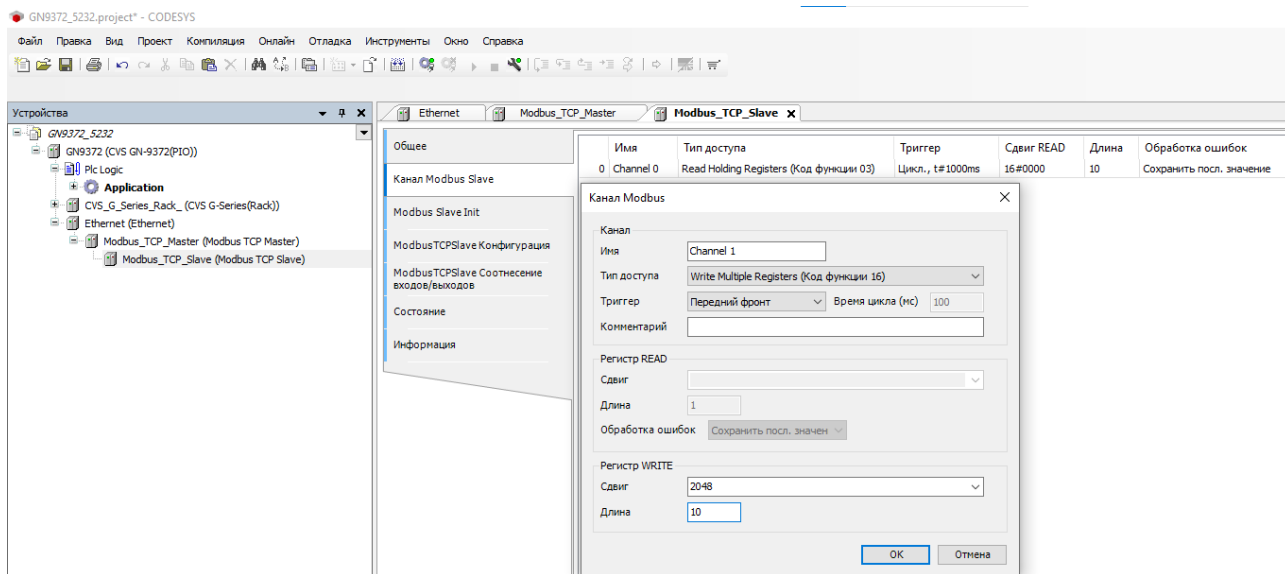 GN9372_5232.project* - CODESYS
Файл Правка Вид Проект Компиляция Онлайн Отладка Инструменты Окно Справка
Устройства
GN9372_5232
GN9372 (CVS GN-9372(PIO))
Plc Logic
Application
CVS_G_Series_Rack_ (CVS G-Series(Rack))
Ethernet (Ethernet)
Modbus_TCP_Master (Modbus TCP Master)
Modbus_TCP_Slave (Modbus TCP Slave)
Ethernet Modbus_TCP_Master Modbus_TCP_Slave X
Общее
Канал Modbus Slave
Modbus Slave Init
ModbusTCPSlave Конфигурация
ModbusTCPSlave Соотнесение
входов/выходов
Состояние
Информация
Имя Тип доступа Триггер Сдвиг READ Длина Обработка ошибок
0 Channel 0 Read Holding Registers (Код функции 03) Цикл., t#1000ms 16#0000 10 Сохранить посл. значение
Канал Modbus
Канал
Имя Channel 1
Тип доступа Write Multiple Registers (Код функции 16)
Триггер Передний фронт Время цикла (мс) 100
Комментарий
Регистр READ
Сдвиг
Длина 1
Обработка ошибок Сохранить посл. значен
Регистр WRITE
Сдвиг 2048
Длина 10
OK Отмена